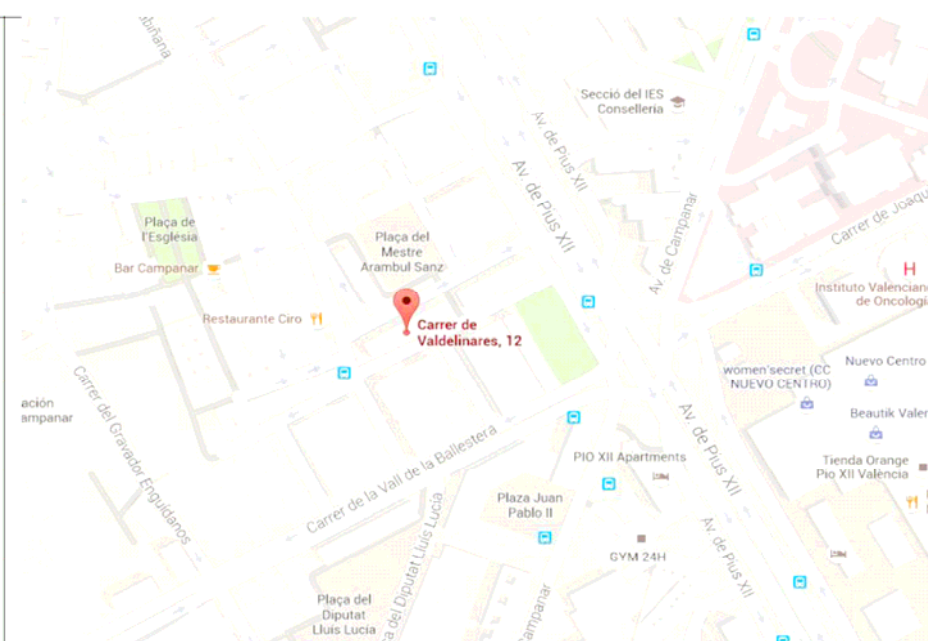 abiñana
Secció del IES
Conselleria
Av. de Pius XII
Av. de Pius XII
Plaça de
l'Església
Plaça del
Mestre
Arambul Sanz
Av. de Campanar
Carrer de Joaqu
Bar Campanar
H
Instituto Valencian
de Oncologí
Restaurante Ciro
Carrer de
Valdelinares, 12
women'secret (CC
NUEVO CENTRO)
Nuevo Centro
ación
ampanar
Carrer del Gravador Enguídanos
Beautik Valen
Av. de Pius XII
Carrer de la Vall de la Ballestera
PIO XII Apartments
Tienda Orange
Pio XII València
Plaza Juan
Pablo II
GYM 24H
Av. de Pius XII
Plaça del
Diputat
Lluís Lucia
a del Diputat Lluís Lucia
ampanar